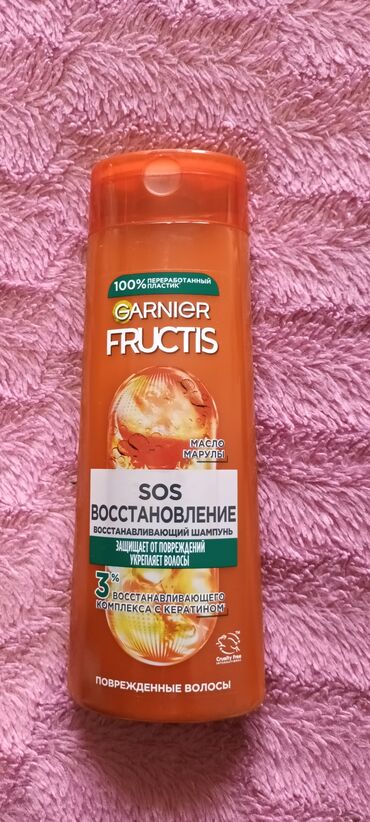 100% ПЕРЕРАБОТАННЫЙ
ПЛАСТИК*
GARNIER
FRUCTIS
МАСЛО
МАРУЛЫ
SOS
ВОССТАНОВЛЕНИЕ
ВОССТАНАВЛИВАЮЩИЙ ШАМПУНЬ
ЗАЩИЩАЕТ ОТ ПОВРЕЖДЕНИЙ
УКРЕПЛЯЕТ ВОЛОСЫ
3% ВОССТАНАВЛИВАЮЩЕГО
КОМПЛЕКСА С КЕРАТИНОМ
Cruelty Free
ПОВРЕЖДЕННЫЕ ВОЛОСЫ